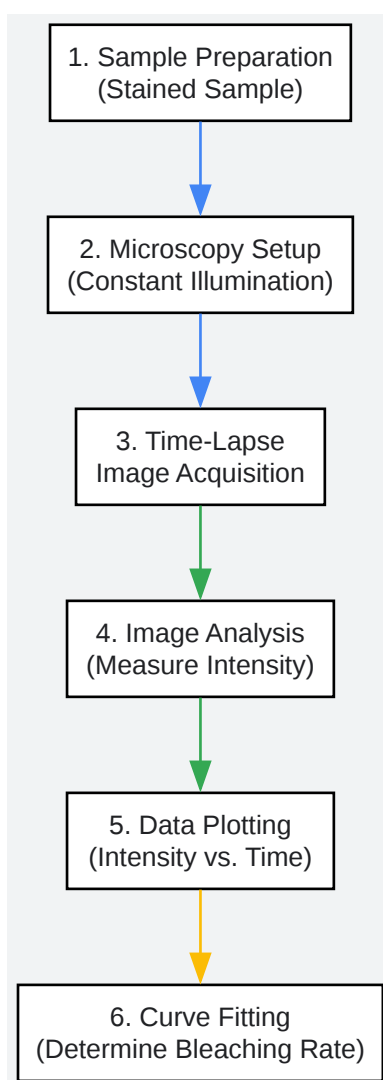 1. Sample Preparation
(Stained Sample)
2. Microscopy Setup
(Constant Illumination)
3. Time-Lapse
Image Acquisition
4. Image Analysis
(Measure Intensity)
5. Data Plotting
(Intensity vs. Time)
6. Curve Fitting
(Determine Bleaching Rate)